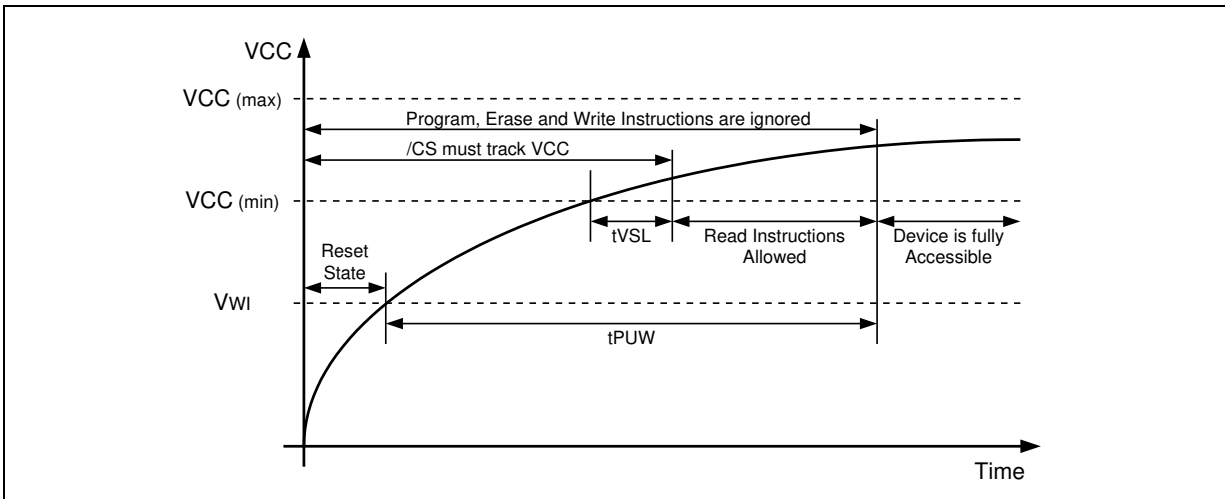 VCC
VCC (max)
Program, Erase and Write Instructions are ignored
/CS must track VCC
VCC (min)
tVSL
Read Instructions
Allowed
Device is fully
Accessible
Reset
State
VWI
tPUW
Time